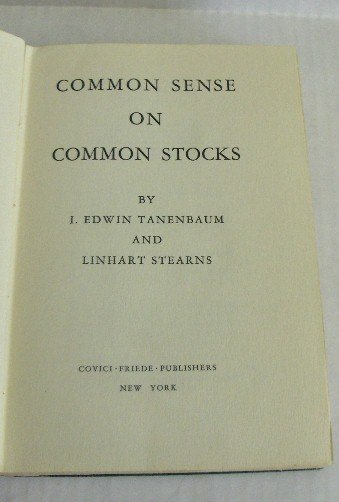 COMMON SENSE
ON
COMMON STOCKS
BY
J. EDWIN TANENBAUM
AND
LINHART STEARNS
COVICI · FRIEDE · PUBLISHERS
NEW YORK